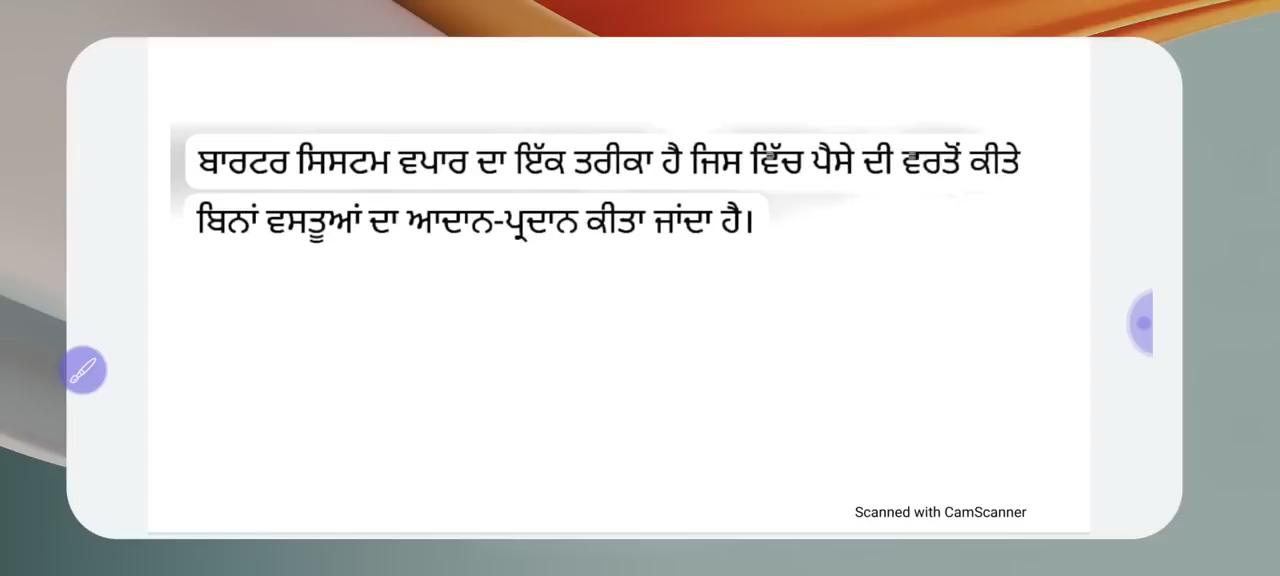 ਬਾਰਟਰ ਸਿਸਟਮ ਵਪਾਰ ਦਾ ਇੱਕ ਤਰੀਕਾ ਹੈ ਜਿਸ ਵਿੱਚ ਪੈਸੇ ਦੀ ਵਰਤੋਂ ਕੀਤੇ
ਬਿਨਾਂ ਵਸਤੂਆਂ ਦਾ ਆਦਾਨ-ਪ੍ਰਦਾਨ ਕੀਤਾ ਜਾਂਦਾ ਹੈ।
Scanned with CamScanner